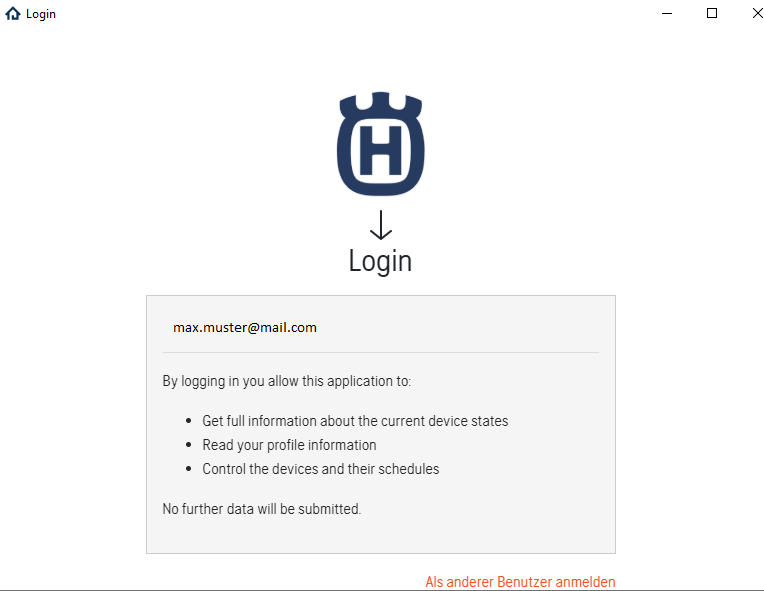 Login
H
Login
max.muster@mail.com
By logging in you allow this application to:
Get full information about the current device states
Read your profile information
Control the devices and their schedules
No further data will be submitted.
Als anderer Benutzer anmelden